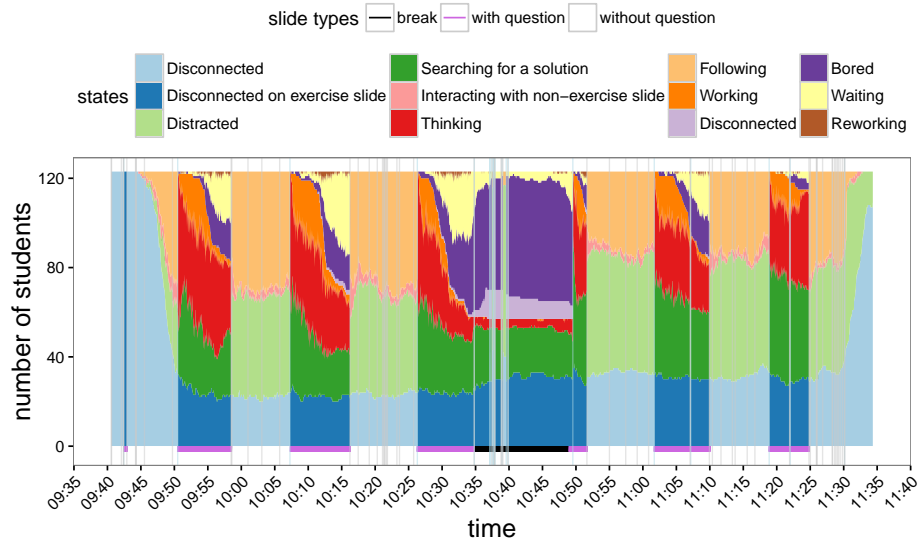 slide types break with question without question
states
Disconnected Searching for a solution Following Bored
Disconnected on exercise slide Interacting with non−exercise slide Working Waiting
Distracted Thinking Disconnected Reworking
number of students
120
80
40
0
09:35 09:40 09:45 09:50 09:55 10:00 10:05 10:10 10:15 10:20 10:25 10:30 10:35 10:40 10:45 10:50 10:55 11:00 11:05 11:10 11:15 11:20 11:25 11:30 11:35 11:40
time